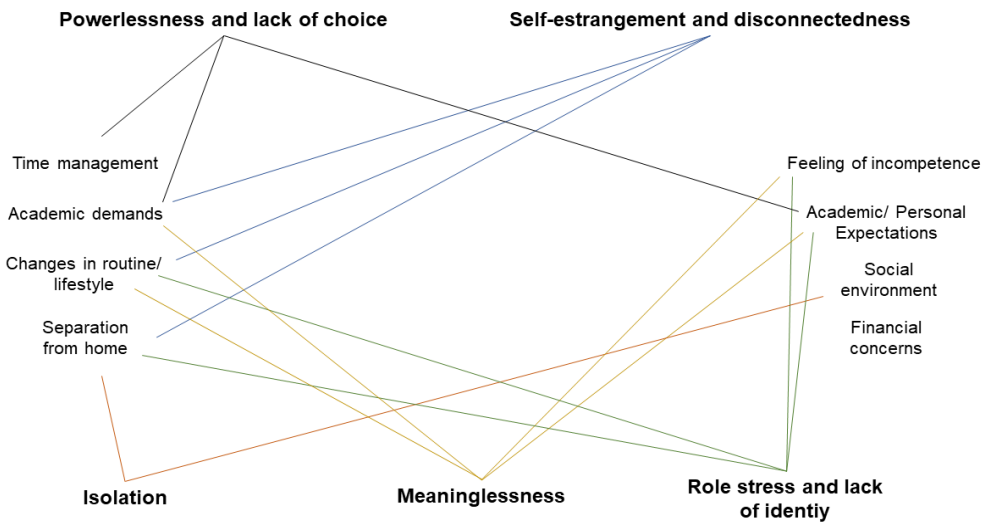 Powerlessness and lack of choice
Self-estrangement and disconnectedness
Time management
Academic demands
Changes in routine/
lifestyle
Separation
from home
Feeling of incompetence
Academic/ Personal
Expectations
Social
environment
Financial
concerns
Isolation
Meaninglessness
Role stress and lack
of identiy